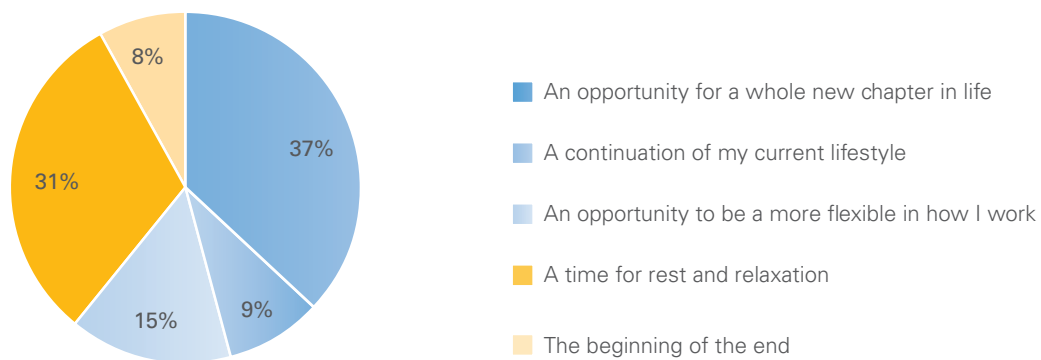 8%
37%
31%
15%
9%
An opportunity for a whole new chapter in life
A continuation of my current lifestyle
An opportunity to be a more flexible in how I work
A time for rest and relaxation
The beginning of the end